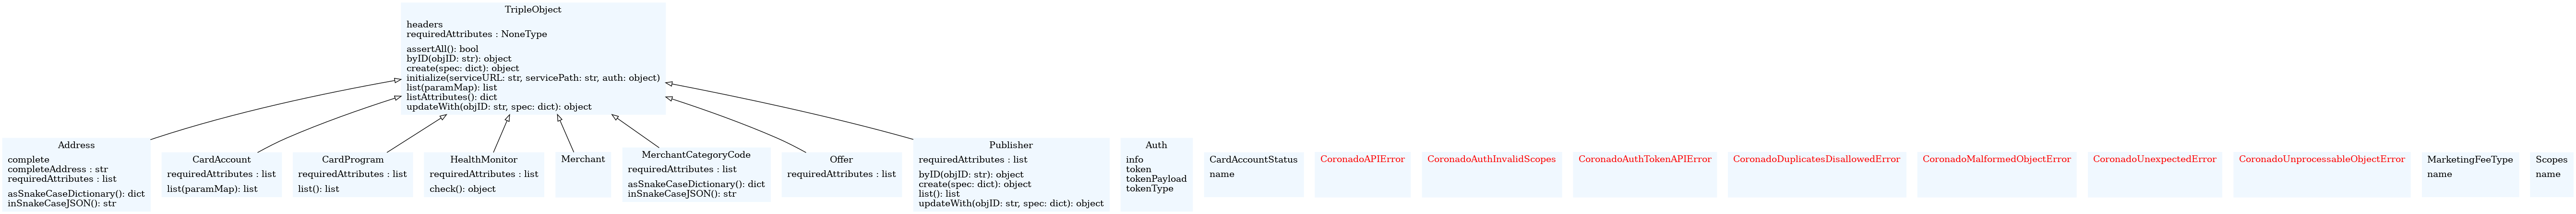 TripleObject
headers
requiredAttributes : NoneType
assertAll(): bool
byID(objID: str): object
create(spec: dict): object
initialize(serviceURL: str, servicePath: str, auth: object)
list(paramMap): list
listAttributes(): dict
updateWith(objID: str, spec: dict): object
Address
complete
completeAddress : str
requiredAttributes : list
asSnakeCaseDictionary(): dict
inSnakeCaseJSON(): str
CardAccount
requiredAttributes : list
list(paramMap): list
CardProgram
requiredAttributes : list
list(): list
HealthMonitor
requiredAttributes : list
check(): object
Merchant
MerchantCategoryCode
requiredAttributes : list
asSnakeCaseDictionary(): dict
inSnakeCaseJSON(): str
Offer
requiredAttributes : list
Publisher
requiredAttributes : list
byID(objID: str): object
create(spec: dict): object
list(): list
updateWith(objID: str, spec: dict): object
Auth
info
token
tokenPayload
tokenType
CardAccountStatus
name
CoronadoAPIError
CoronadoAuthInvalidScopes
CoronadoAuthTokenAPIError
CoronadoDuplicatesDisallowedError
CoronadoMalformedObjectError
CoronadoUnexpectedError
CoronadoUnprocessableObjectError
MarketingFeeType
name
Scopes
name